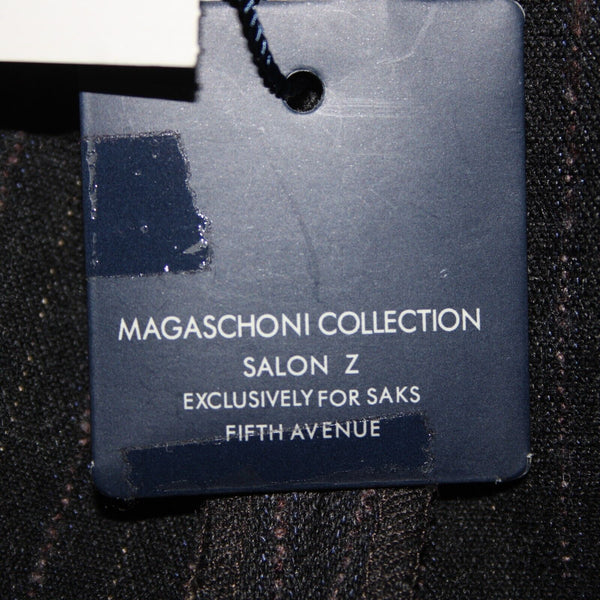 MAGASCHONI COLLECTION
SALON Z
EXCLUSIVELY FOR SAKS
FIFTH AVENUE